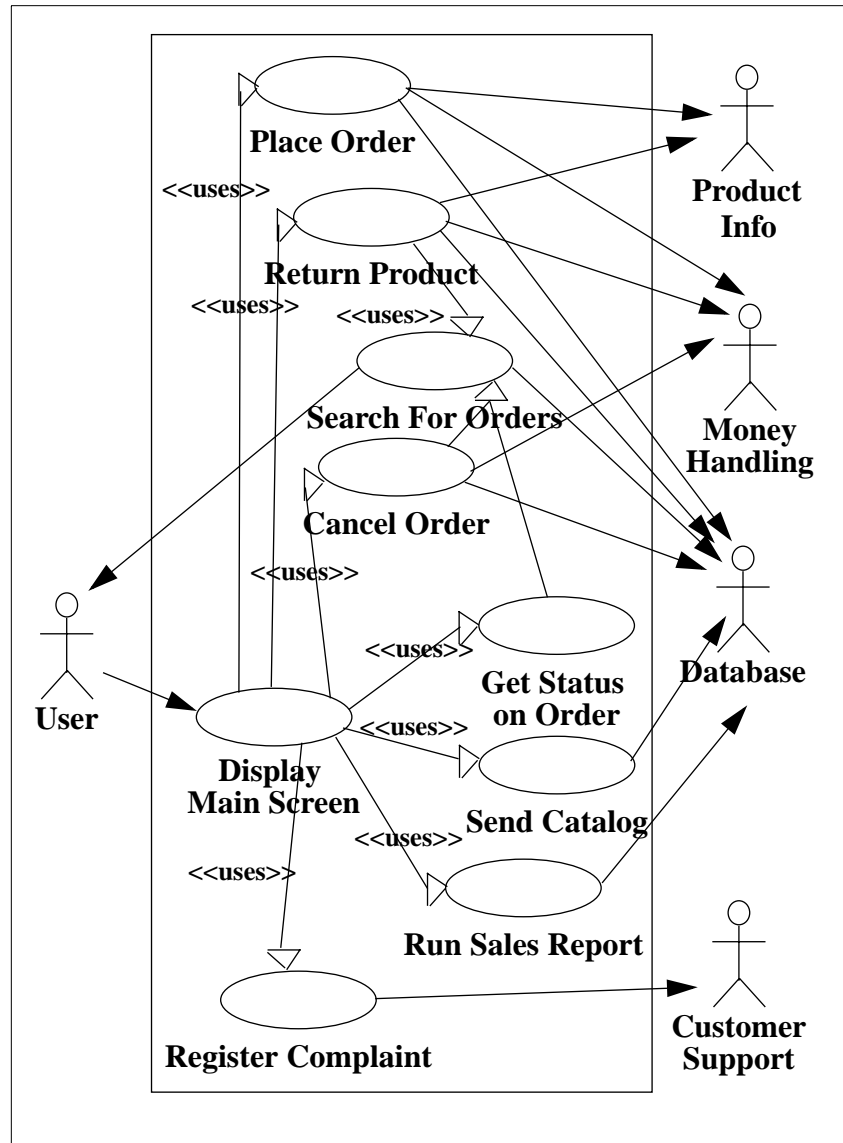 Place Order
Product
Info
<<uses>>
Return Product
<<uses>>
<<uses>>
Search For Orders
Money
Handling
Cancel Order
<<uses>>
<<uses>>
Get Status
on Order
Database
User
<<uses>>
Display
Main Screen
Send Catalog
<<uses>>
<<uses>>
Run Sales Report
Customer
Support
Register Complaint